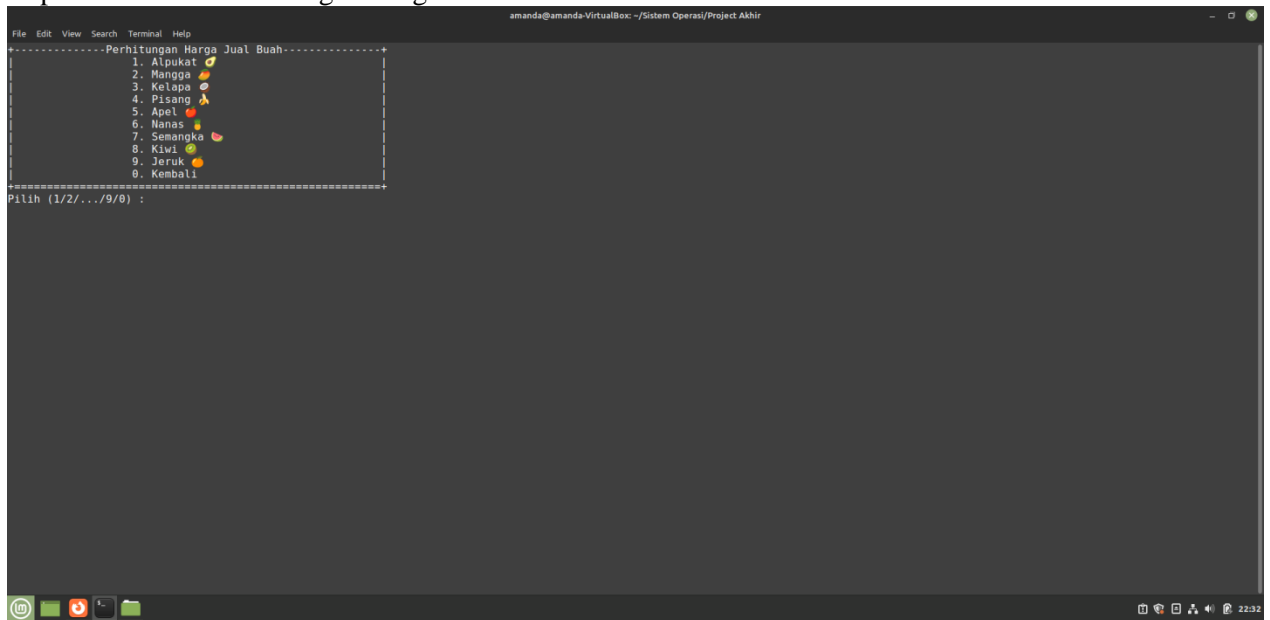 amanda@amanda-VirtualBox: ~/Sistem Operasi/Project Akhir
File Edit View Search Terminal Help
+--------------Perhitungan Harga Jual Buah---------------+
| 1. Alpukat 🥑 |
| 2. Mangga 🥭 |
| 3. Kelapa 🥥 |
| 4. Pisang 🍌 |
| 5. Apel 🍎 |
| 6. Nanas 🍍 |
| 7. Semangka 🍉 |
| 8. Kiwi 🥝 |
| 9. Jeruk 🍊 |
| 0. Kembali |
+========================================================+
Pilih (1/2/.../9/0) :
22:32